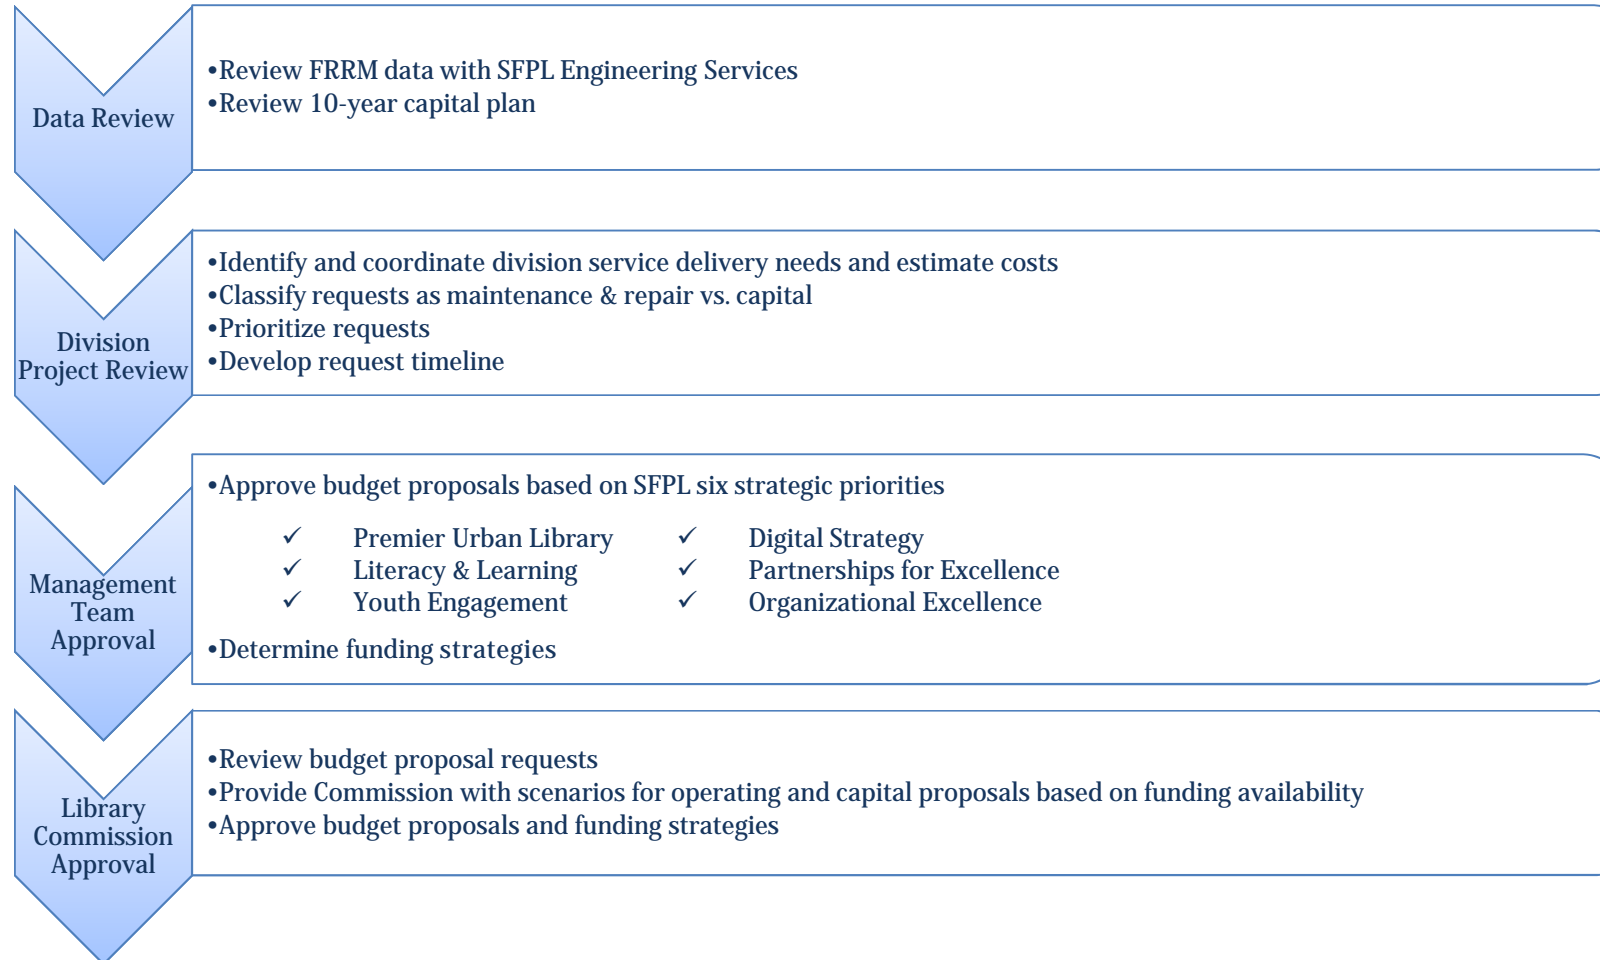 Data Review
•Review FRRM data with SFPL Engineering Services
•Review 10-year capital plan
Division
Project Review
•Identify and coordinate division service delivery needs and estimate costs
•Classify requests as maintenance & repair vs. capital
•Prioritize requests
•Develop request timeline
Management
Team
Approval
•Approve budget proposals based on SFPL six strategic priorities
✓ Premier Urban Library ✓ Digital Strategy
✓ Literacy & Learning ✓ Partnerships for Excellence
✓ Youth Engagement ✓ Organizational Excellence
•Determine funding strategies
Library
Commission
Approval
•Review budget proposal requests
•Provide Commission with scenarios for operating and capital proposals based on funding availability
•Approve budget proposals and funding strategies